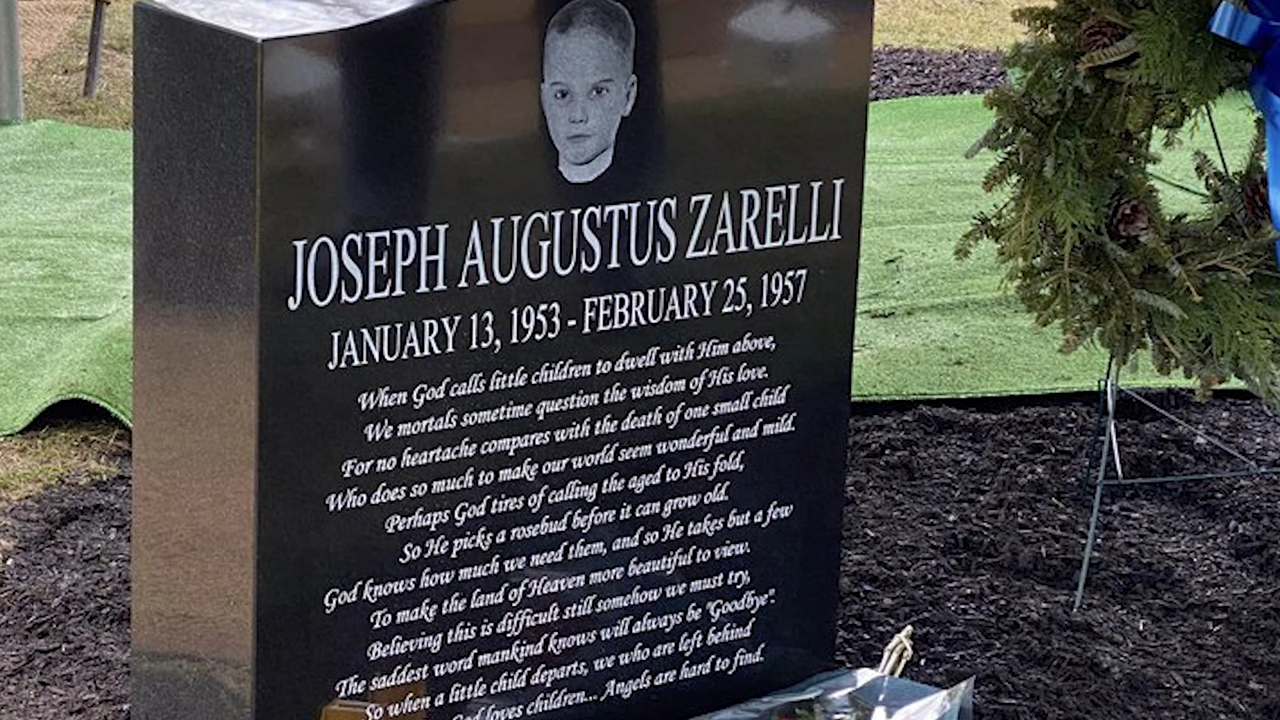 JOSEPH AUGUSTUS ZARELLI
JANUARY 13, 1953 - FEBRUARY 25, 1957
When God calls little children to dwell with Him above,
We mortals sometime question the wisdom of His love.
For no heartache compares with the death of one small child
Who does so much to make our world seem wonderful and mild.
Perhaps God tires of calling the aged to His fold,
So He picks a rosebud before it can grow old.
God knows how much we need them, and so He takes but a few
To make the land of Heaven more beautiful to view.
Believing this is difficult still somehow we must try,
The saddest word mankind knows will always be "Goodbye".
So when a little child departs, we who are left behind
God loves children... Angels are hard to find.